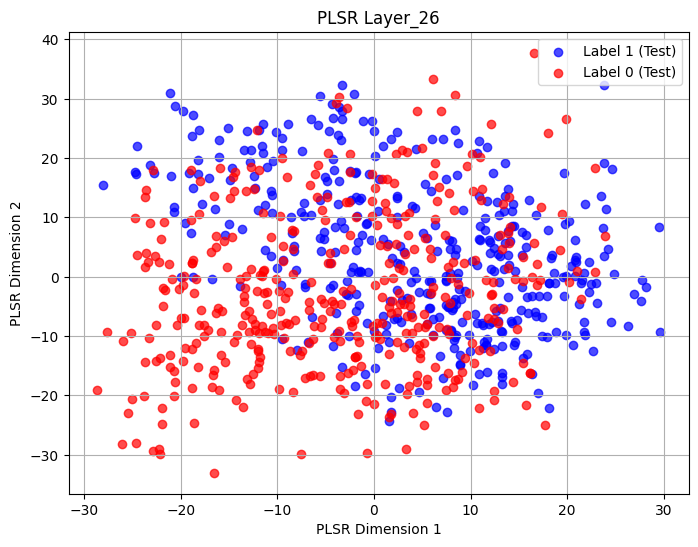 PLSR Layer_26
Label 1 (Test)
Label 0 (Test)
PLSR Dimension 2
40
30
20
10
0
−10
−20
−30
−30 −20 −10 0 10 20 30
PLSR Dimension 1